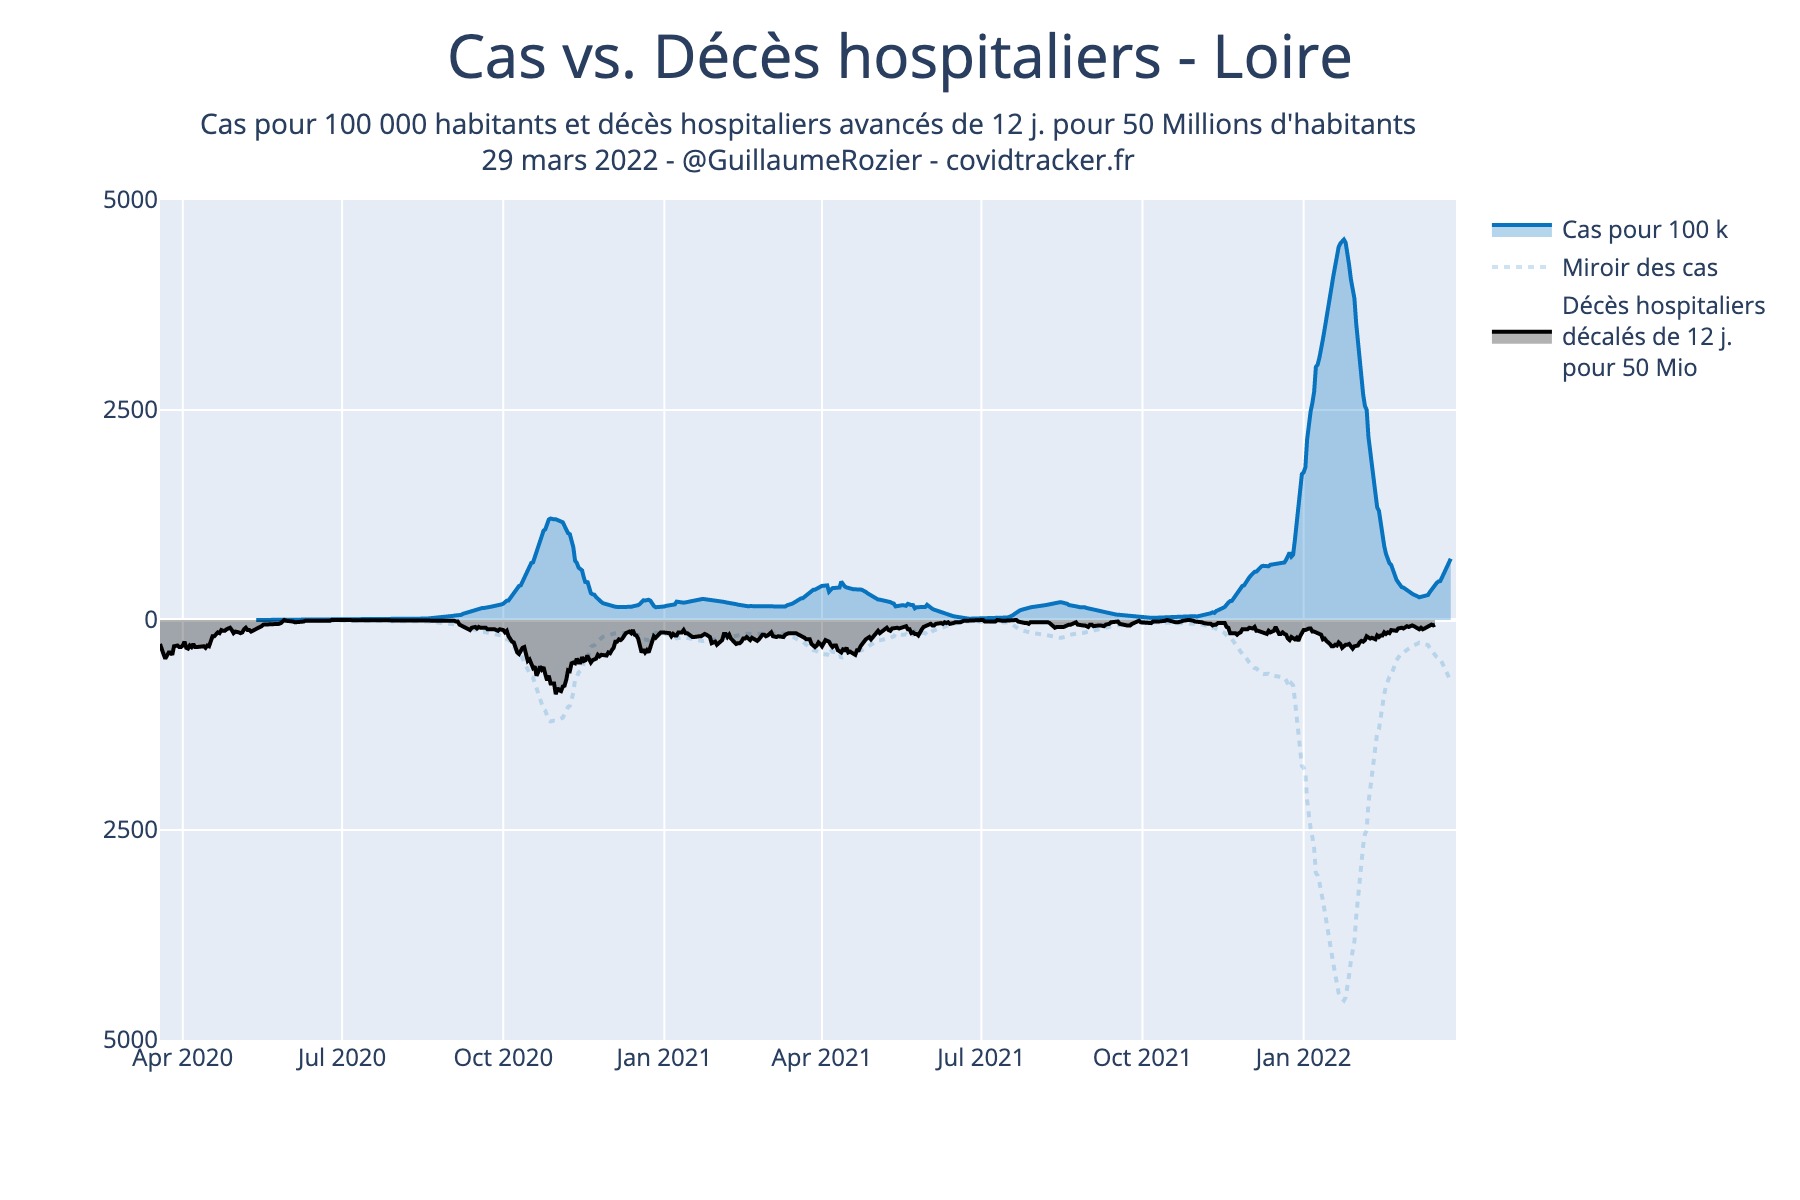 Cas vs. Décès hospitaliers - Loire
Cas pour 100 000 habitants et décès hospitaliers avancés de 12 j. pour 50 Millions d'habitants
29 mars 2022 - @GuillaumeRozier - covidtracker.fr
5000
2500
0
2500
5000
Apr 2020
Jul 2020
Oct 2020
Jan 2021
Apr 2021
Jul 2021
Oct 2021
Jan 2022
Cas pour 100 k
Miroir des cas
Décès hospitaliers
décalés de 12 j.
pour 50 Mio